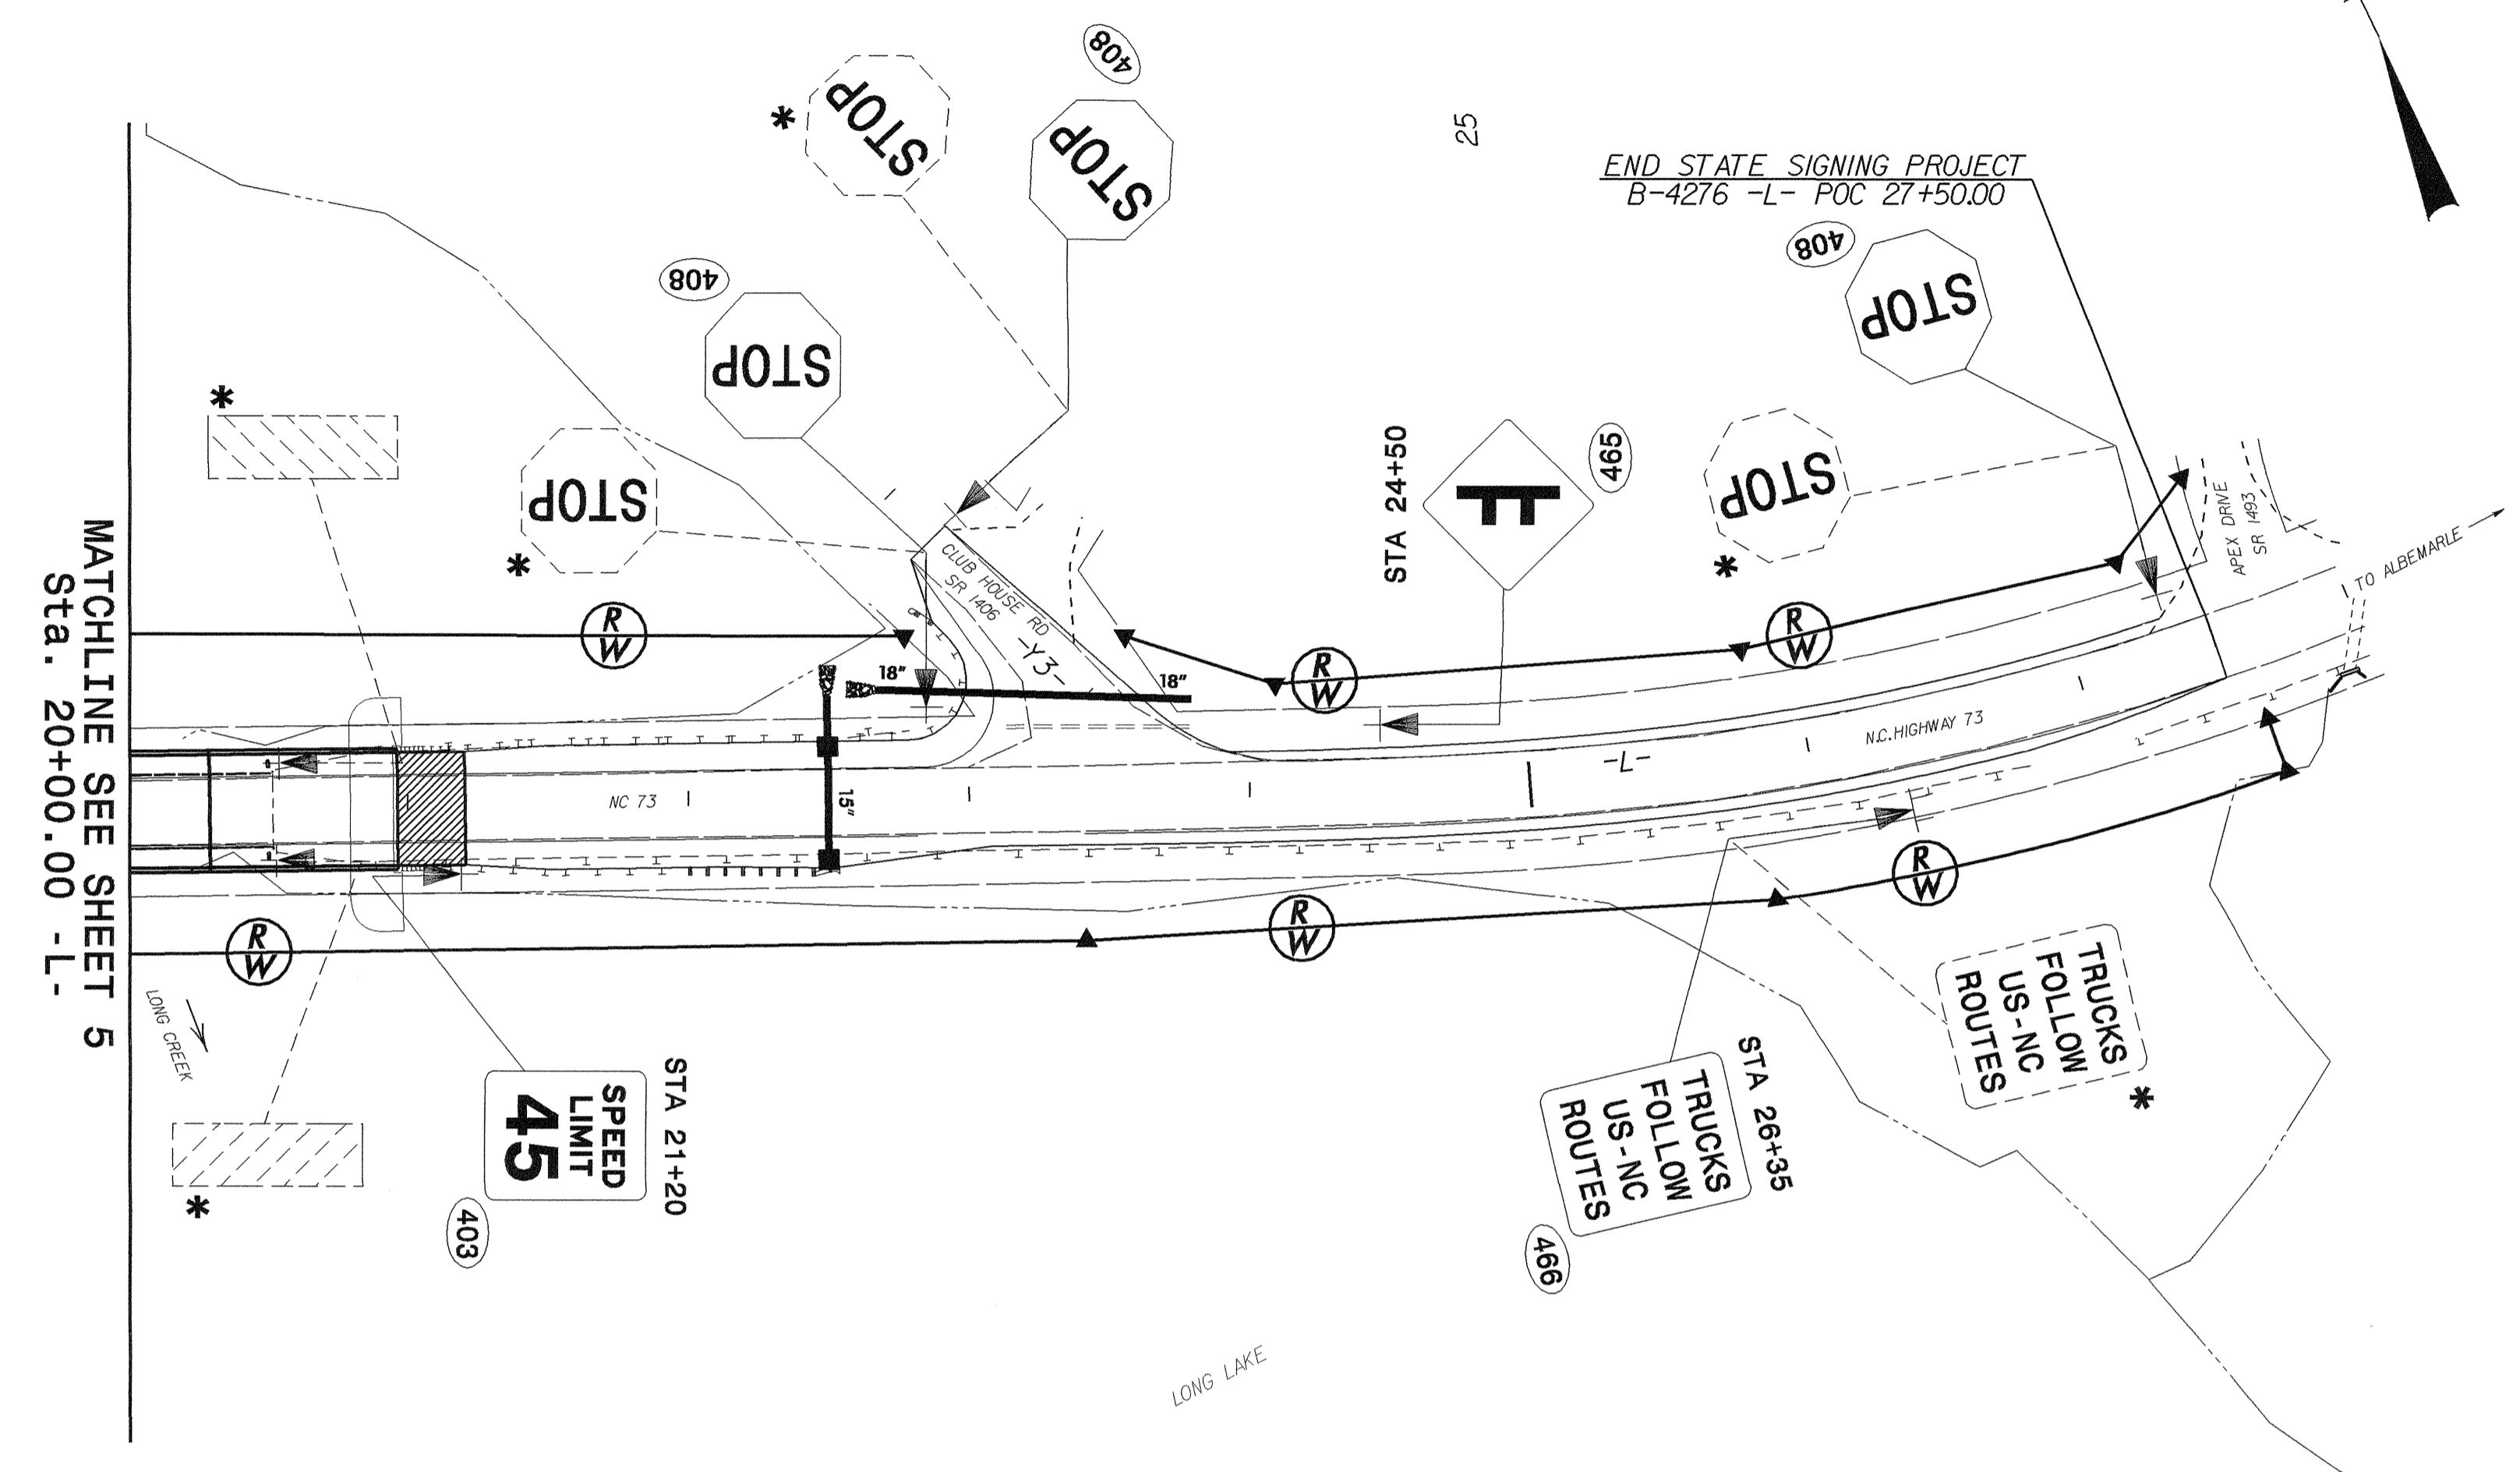 408
STOP
*
STOP
25
END STATE SIGNING PROJECT
B-4276 -L- POC 27+50.00
408
STOP
408
STOP
*
STOP
*
STA 24+50
465
STOP
*
APEX DRIVE
SR 1493
TO ALBEMARLE
MATCHLINE SEE SHEET 5
Sta. 20+00.00 -L-
R
W
CLUB HOUSE RD
SR 1406
-Y3-
18"
18"
R
W
R
W
N.C. HIGHWAY 73
-L-
NC 73
15"
R
W
R
W
R
W
LONG CREEK
SPEED
LIMIT
45
STA 21+20
403
*
TRUCKS
FOLLOW
US-NC
ROUTES
*
STA 26+35
TRUCKS
FOLLOW
US-NC
ROUTES
466
LONG LAKE